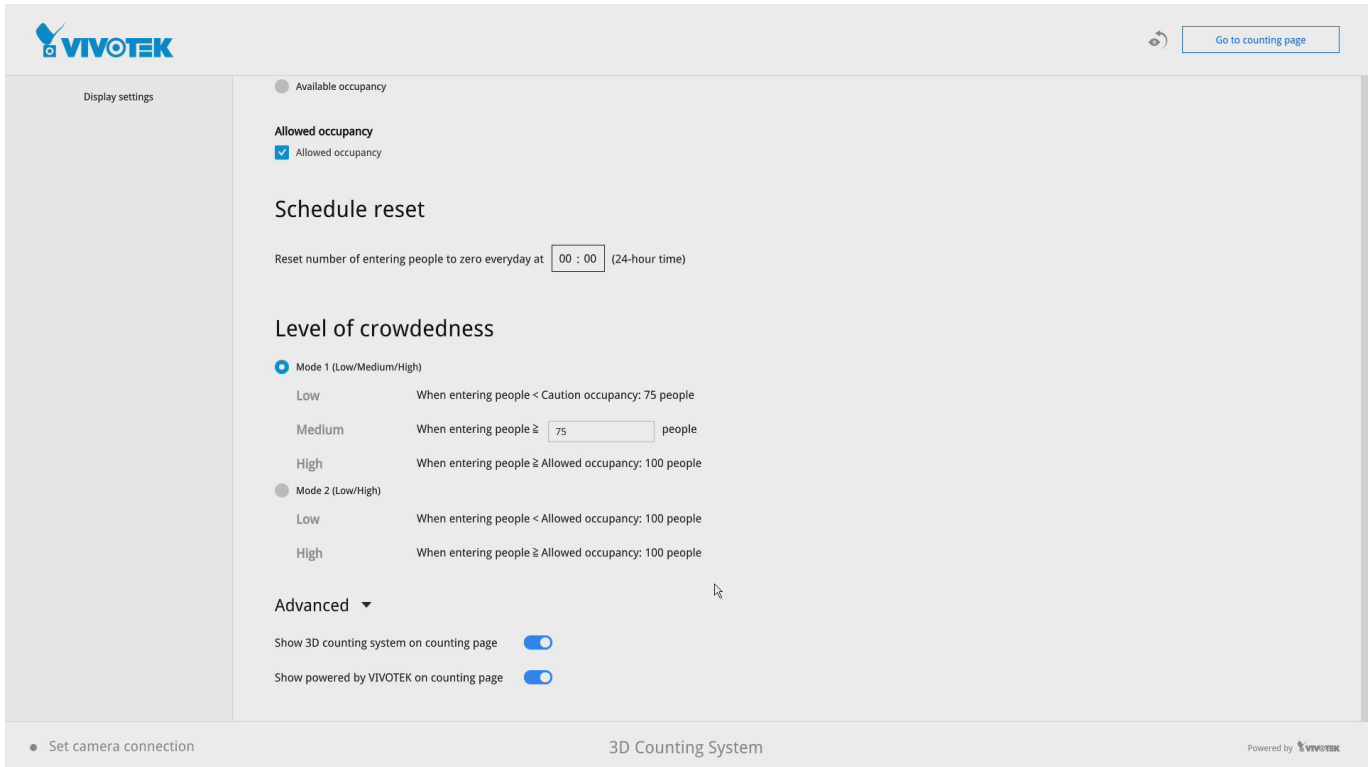 VIVOTEK
Go to counting page
Display settings
Available occupancy
Allowed occupancy
Allowed occupancy
Schedule reset
Reset number of entering people to zero everyday at 00 : 00 (24-hour time)
Level of crowdedness
Mode 1 (Low/Medium/High)
Low When entering people < Caution occupancy: 75 people
Medium When entering people ≧ 75 people
High When entering people ≧ Allowed occupancy: 100 people
Mode 2 (Low/High)
Low When entering people < Allowed occupancy: 100 people
High When entering people ≧ Allowed occupancy: 100 people
Advanced
Show 3D counting system on counting page
Show powered by VIVOTEK on counting page
Set camera connection 3D Counting System Powered by VIVOTEK